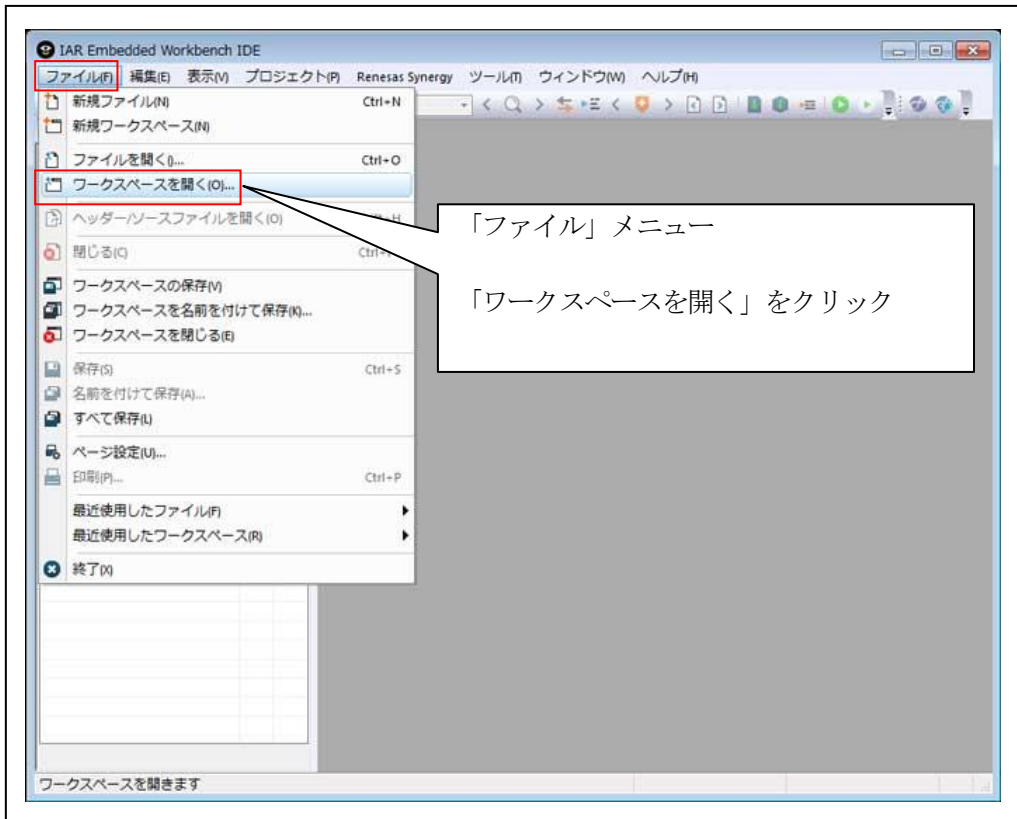 IAR Embedded Workbench IDE
ファイル(F) 編集(E) 表示(V) プロジェクト(P) Renesas Synergy ツール(T) ウィンドウ(W) ヘルプ(H)
新規ファイル(N) Ctrl+N
新規ワークスペース(N)
ファイルを開く()... Ctrl+O
ワークスペースを開く(O)...
ヘッダー/ソースファイルを開く(O)
閉じる(C)
ワークスペースの保存(V)
ワークスペースを名前を付けて保存(K)...
ワークスペースを閉じる(E)
保存(S) Ctrl+S
名前を付けて保存(A)...
すべて保存(L)
ページ設定(U)...
印刷(P)... Ctrl+P
最近使用したファイル(F)
最近使用したワークスペース(R)
終了(X)
「ファイル」メニュー
「ワークスペースを開く」をクリック
ワークスペースを開きます